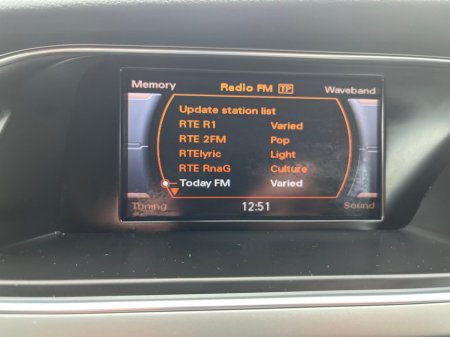 Memory Radio FM TP Waveband
Update station list
RTE R1 Varied
RTE 2FM Pop
RTElyric Light
RTE RnaG Culture
Today FM Varied
Tuning 12:51 Sound